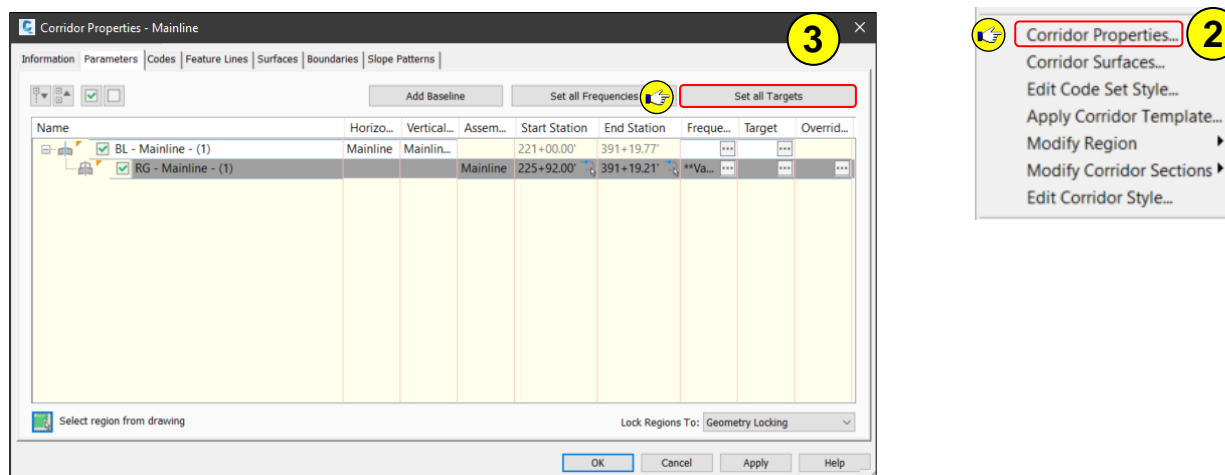 Corridor Properties - Mainline
3
Information Parameters Codes Feature Lines Surfaces Boundaries Slope Patterns
Add Baseline Set all Frequencies Set all Targets
Name Horizo... Vertical... Assem... Start Station End Station Freque... Target Overrid...
BL - Mainline - (1) Mainline Mainlin... 221+00.00' 391+19.77'
RG - Mainline - (1) Mainline 225+92.00' 391+19.21' **Va...
Select region from drawing Lock Regions To: Geometry Locking
OK Cancel Apply Help
Corridor Properties... 2
Corridor Surfaces...
Edit Code Set Style...
Apply Corridor Template...
Modify Region
Modify Corridor Sections
Edit Corridor Style...